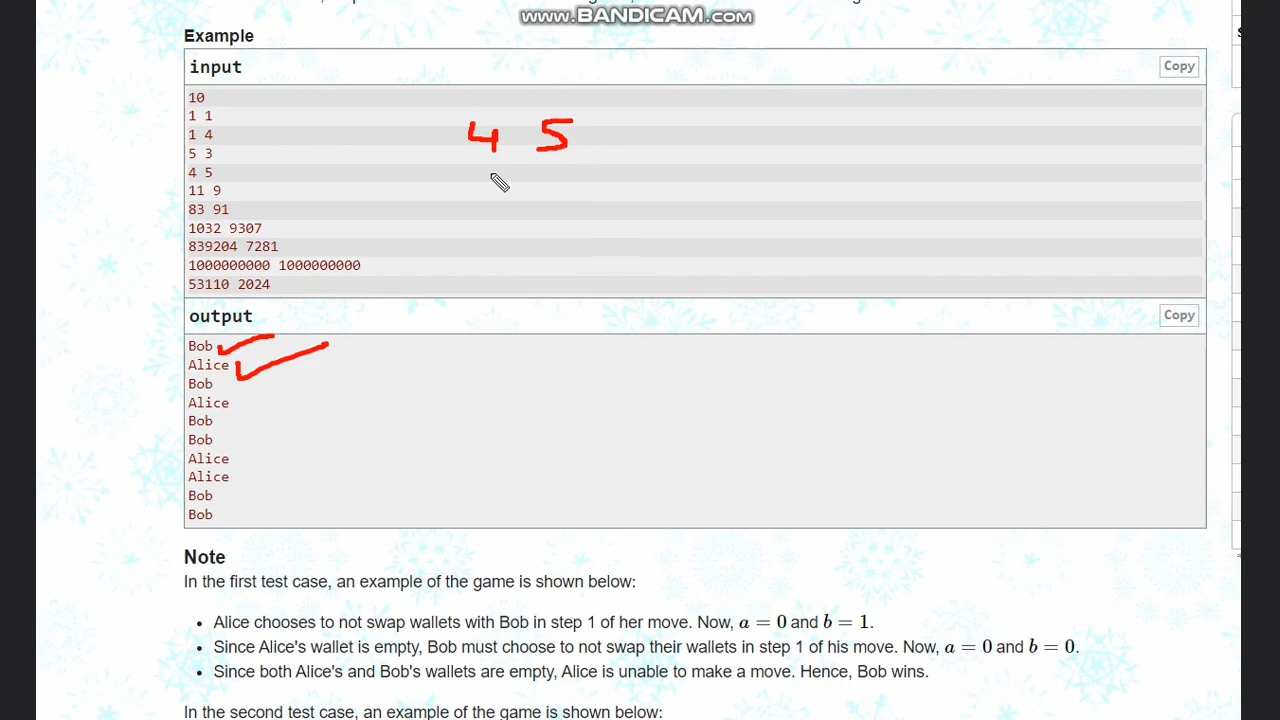 www.BANDICAM.com
Example
input
Copy
10
1 1
1 4
5 3
4 5
11 9
83 91
1032 9307
839204 7281
1000000000 1000000000
53110 2024
4 5
output
Copy
Bob
Alice
Bob
Alice
Bob
Bob
Alice
Alice
Bob
Bob
Note
In the first test case, an example of the game is shown below:
• Alice chooses to not swap wallets with Bob in step 1 of her move. Now, a = 0 and b = 1.
• Since Alice's wallet is empty, Bob must choose to not swap their wallets in step 1 of his move. Now, a = 0 and b = 0.
• Since both Alice's and Bob's wallets are empty, Alice is unable to make a move. Hence, Bob wins.
In the second test case, an example of the game is shown below: